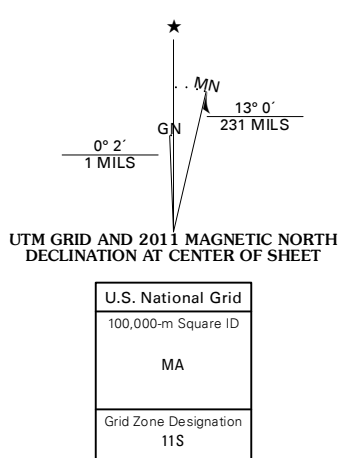 ★
MN
GN
13° 0´
231 MILS
0° 2´
1 MILS
UTM GRID AND 2011 MAGNETIC NORTH
DECLINATION AT CENTER OF SHEET
U.S. National Grid
100,000-m Square ID
MA
Grid Zone Designation
11S